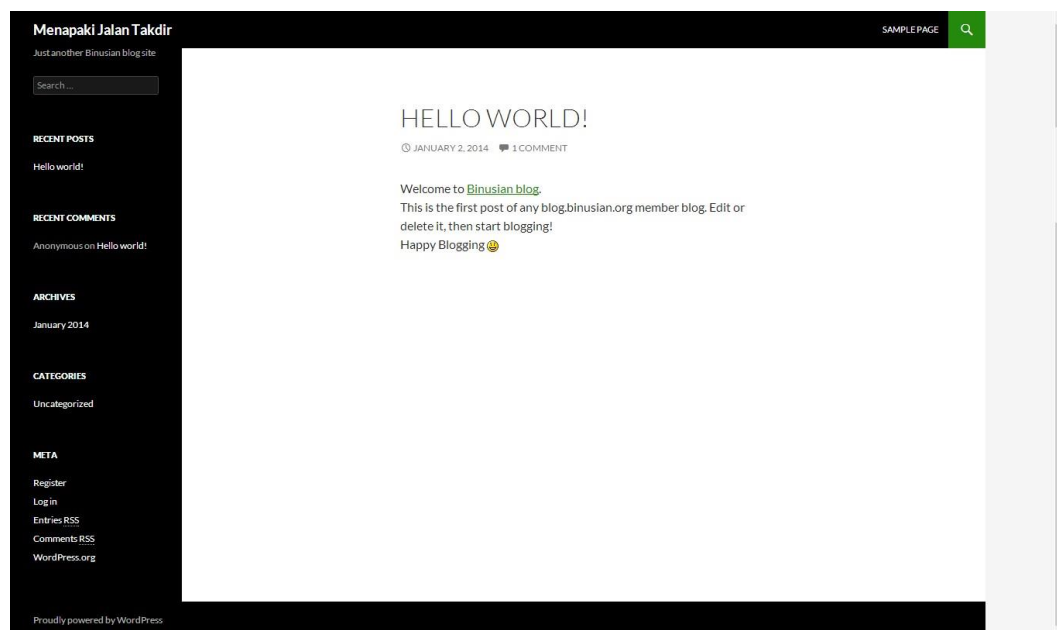 Menapaki Jalan Takdir
SAMPLE PAGE
Just another Binusian blog site
Search ...
RECENT POSTS
Hello world!
RECENT COMMENTS
Anonymous on Hello world!
ARCHIVES
January 2014
CATEGORIES
Uncategorized
META
Register
Log in
Entries RSS
Comments RSS
WordPress.org
HELLO WORLD!
JANUARY 2, 2014 1 COMMENT
Welcome to Binusian blog.
This is the first post of any blog.binusian.org member blog. Edit or
delete it, then start blogging!
Happy Blogging
Proudly powered by WordPress